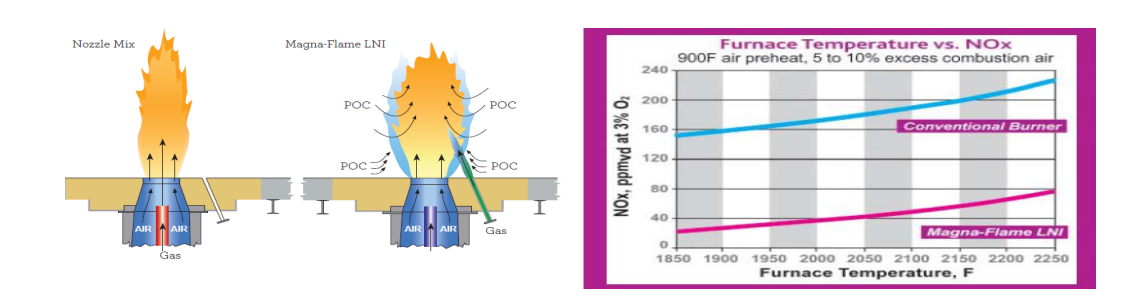 Nozzle Mix
AIR
AIR
Gas
Magna-Flame LNI
POC
POC
POC
POC
AIR
AIR
Gas
Furnace Temperature vs. NOx
900F air preheat, 5 to 10% excess combustion air
NOx, ppmvd at 3% O₂
240
200
160
120
80
40
0
Conventional Burner
Magna-Flame LNI
1850 1900 1950 2000 2050 2100 2150 2200 2250
Furnace Temperature, F